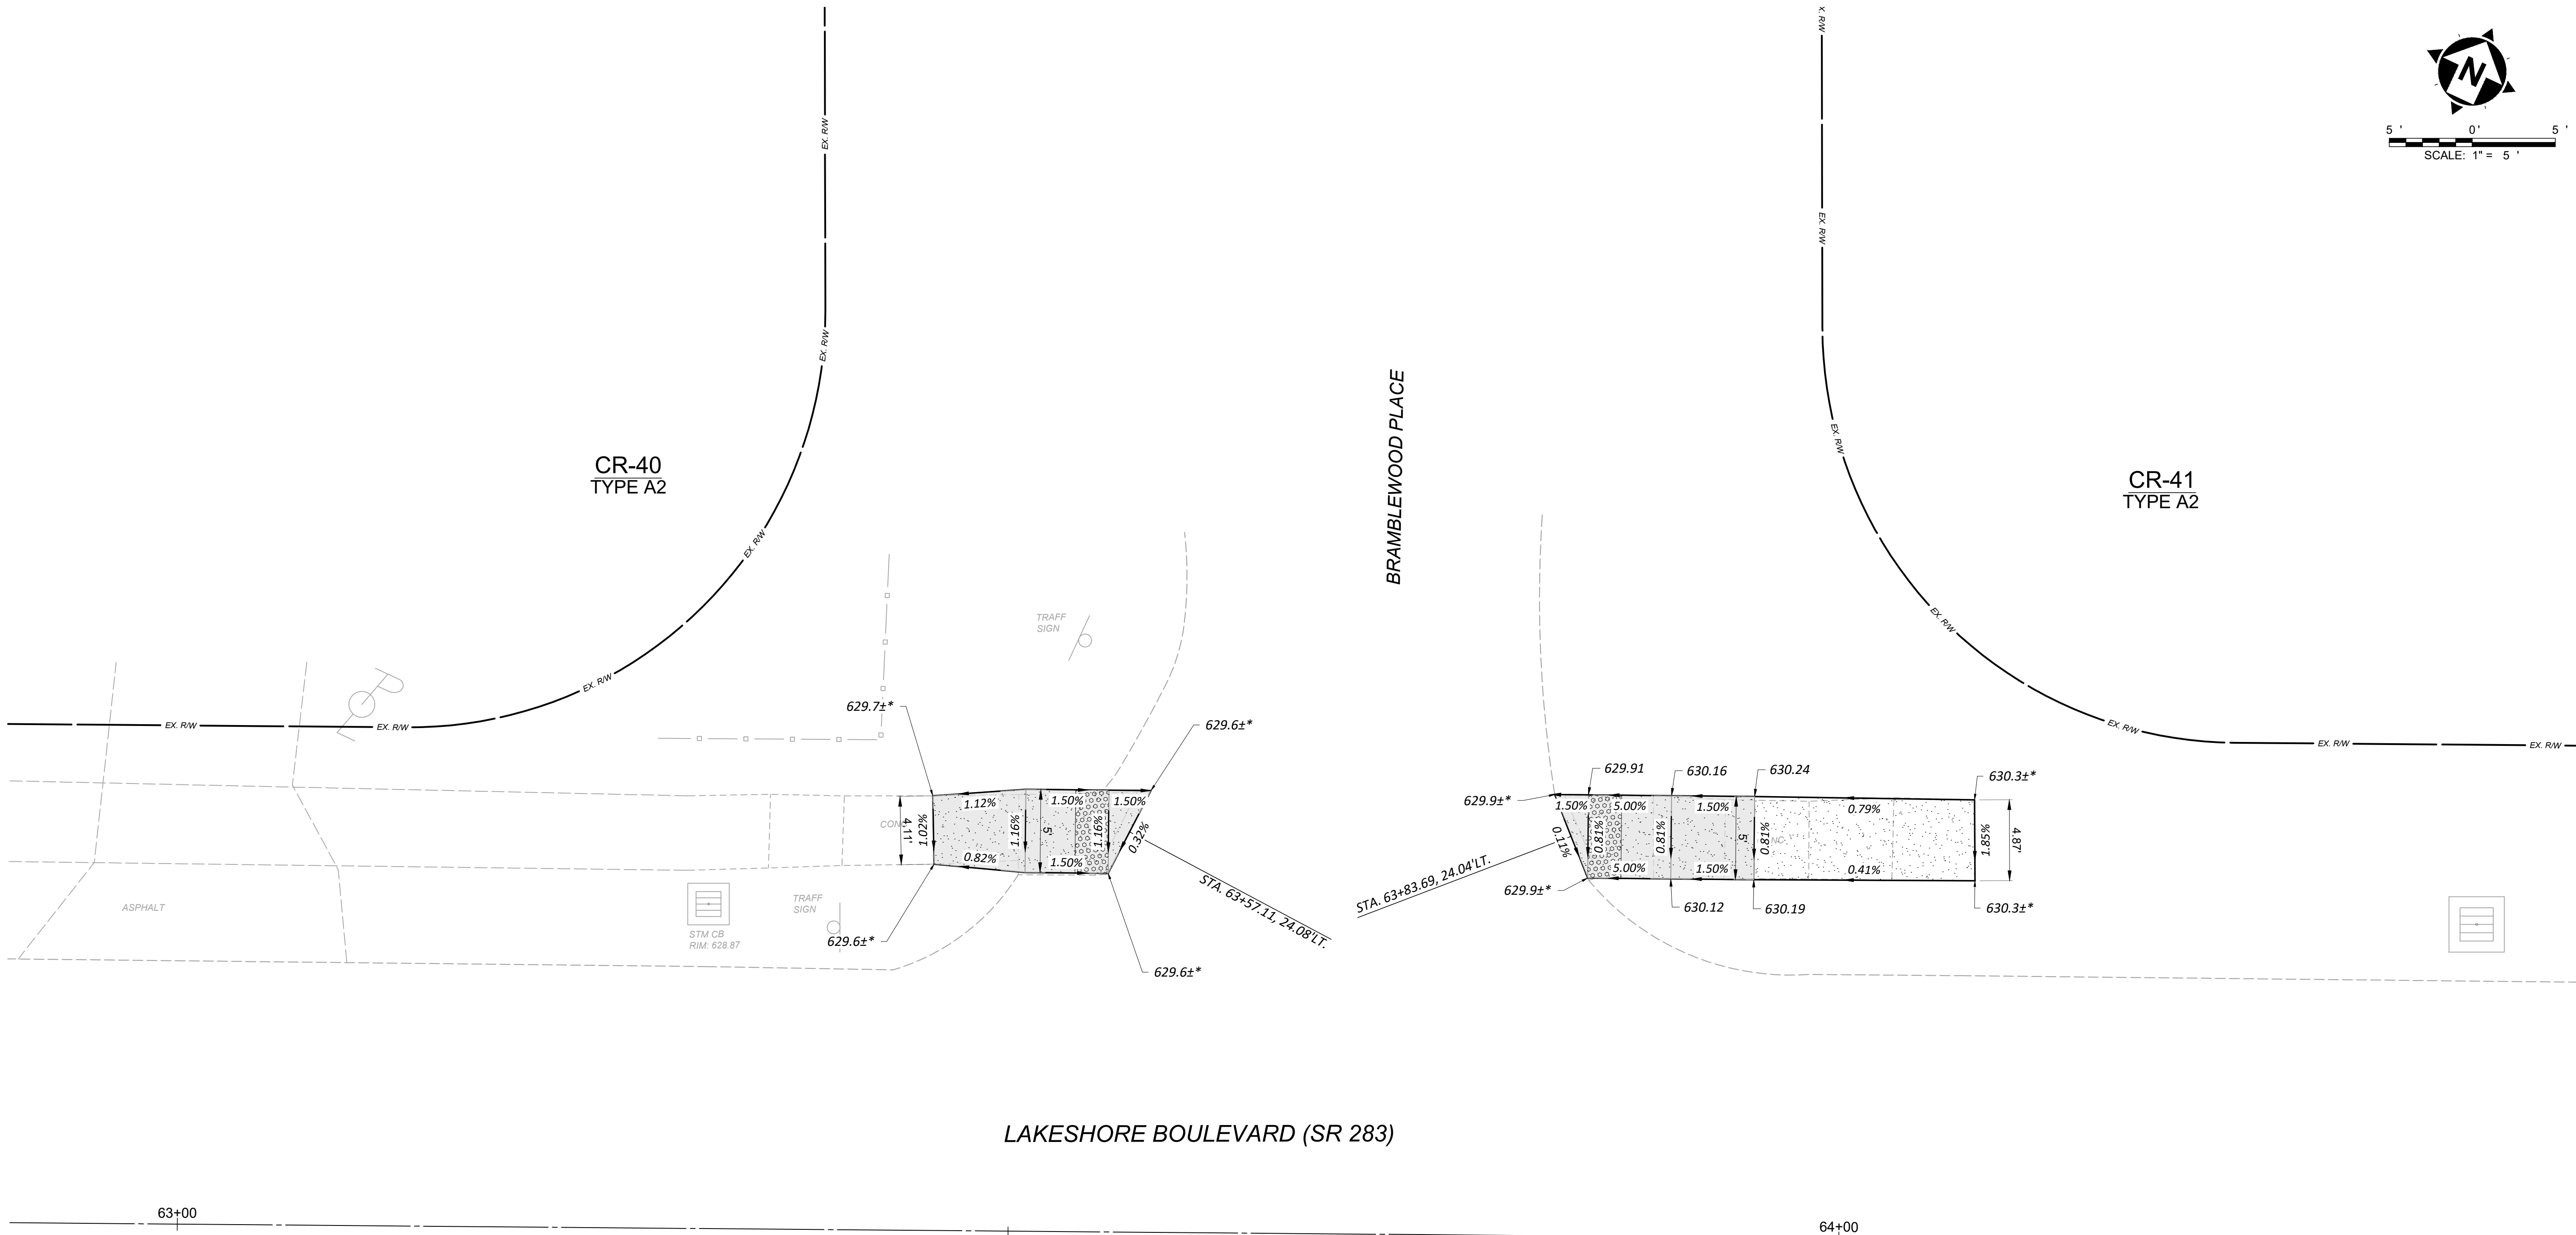 X. R/W
N
5 ' 0' 5 '
SCALE: 1" = 5 '
EX. R/W
EX. R/W
EX. R/W
EX. R/W
EX. R/W
EX. R/W
EX. R/W
EX. R/W
EX. R/W
EX. R/W
EX. R/W
EX. R/W
EX. R/W
EX. R/W
CR-40
TYPE A2
CR-41
TYPE A2
BRAMBLEWOOD PLACE
TRAFF
SIGN
629.7±*
629.6±*
1.12%
1.50%
1.50%
4.11'
1.02%
CON
1.16%
5'
1.16%
0.32%
0.82%
1.50%
STA. 63+57.11, 24.08'LT.
629.6±*
629.6±*
ASPHALT
STM CB
RIM: 628.87
TRAFF
SIGN
629.91
630.16
630.24
630.3±*
629.9±*
1.50%
5.00%
1.50%
0.79%
0.11%
0.81%
0.81%
5'
0.81%
NC
1.85%
4.87'
5.00%
1.50%
0.41%
STA. 63+83.69, 24.04'LT.
629.9±*
630.12
630.19
630.3±*
LAKESHORE BOULEVARD (SR 283)
63+00
64+00